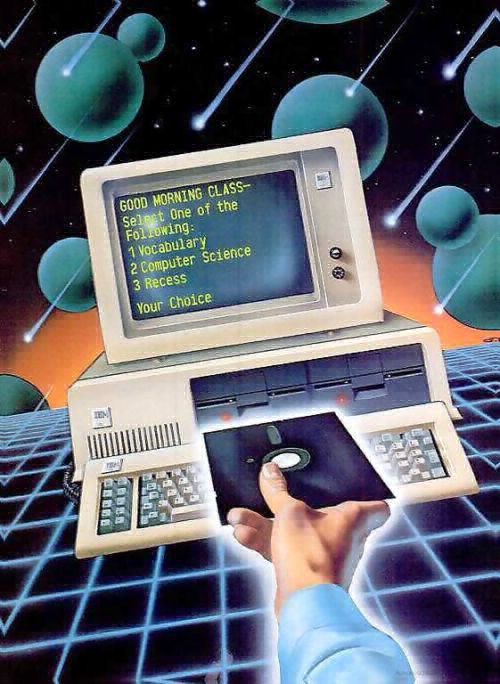 GOOD MORNING CLASS—
Select One of the
Following:
1 Vocabulary
2 Computer Science
3 Recess
Your Choice
IBM
IBM
IBM